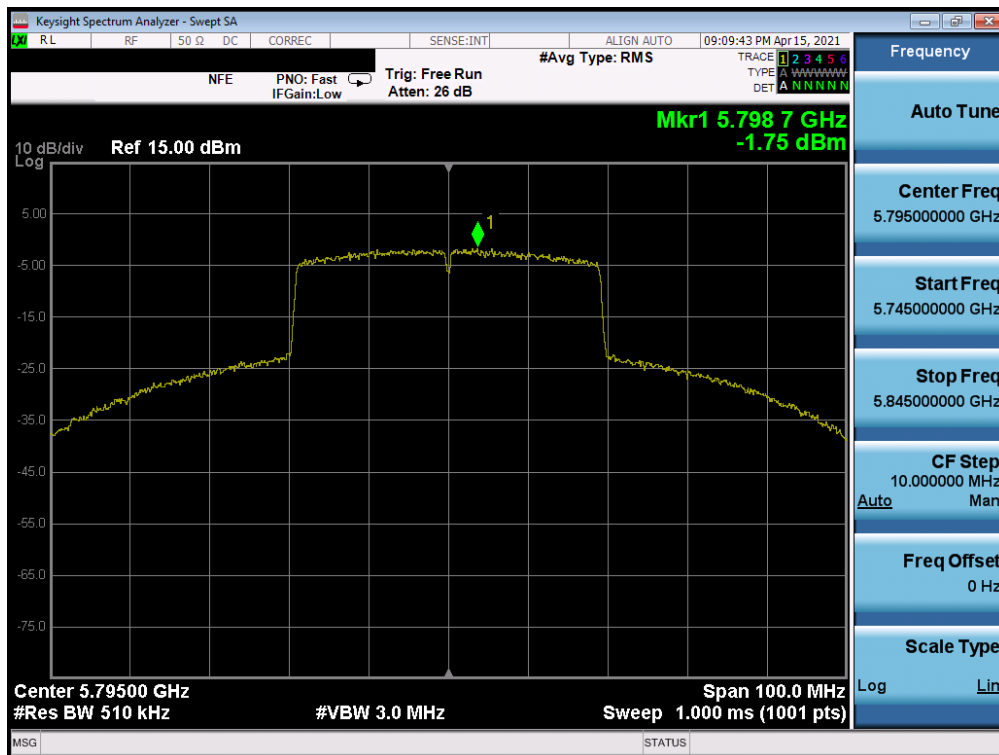 Keysight Spectrum Analyzer - Swept SA
LXI RL RF 50 Ω DC CORREC SENSE:INT ALIGN AUTO 09:09:43 PM Apr 15, 2021
NFE PNO: Fast Trig: Free Run #Avg Type: RMS TRACE 1 2 3 4 5 6
IFGain:Low Atten: 26 dB TYPE A WWWWW
DET A N N N N N
Mkr1 5.798 7 GHz
-1.75 dBm
10 dB/div Ref 15.00 dBm
Log
1
5.00
-5.00
-15.0
-25.0
-35.0
-45.0
-55.0
-65.0
-75.0
Center 5.79500 GHz Span 100.0 MHz
#Res BW 510 kHz #VBW 3.0 MHz Sweep 1.000 ms (1001 pts)
MSG STATUS
Frequency
Auto Tune
Center Freq
5.795000000 GHz
Start Freq
5.745000000 GHz
Stop Freq
5.845000000 GHz
CF Step
10.000000 MHz
Auto Man
Freq Offset
0 Hz
Scale Type
Log Lin